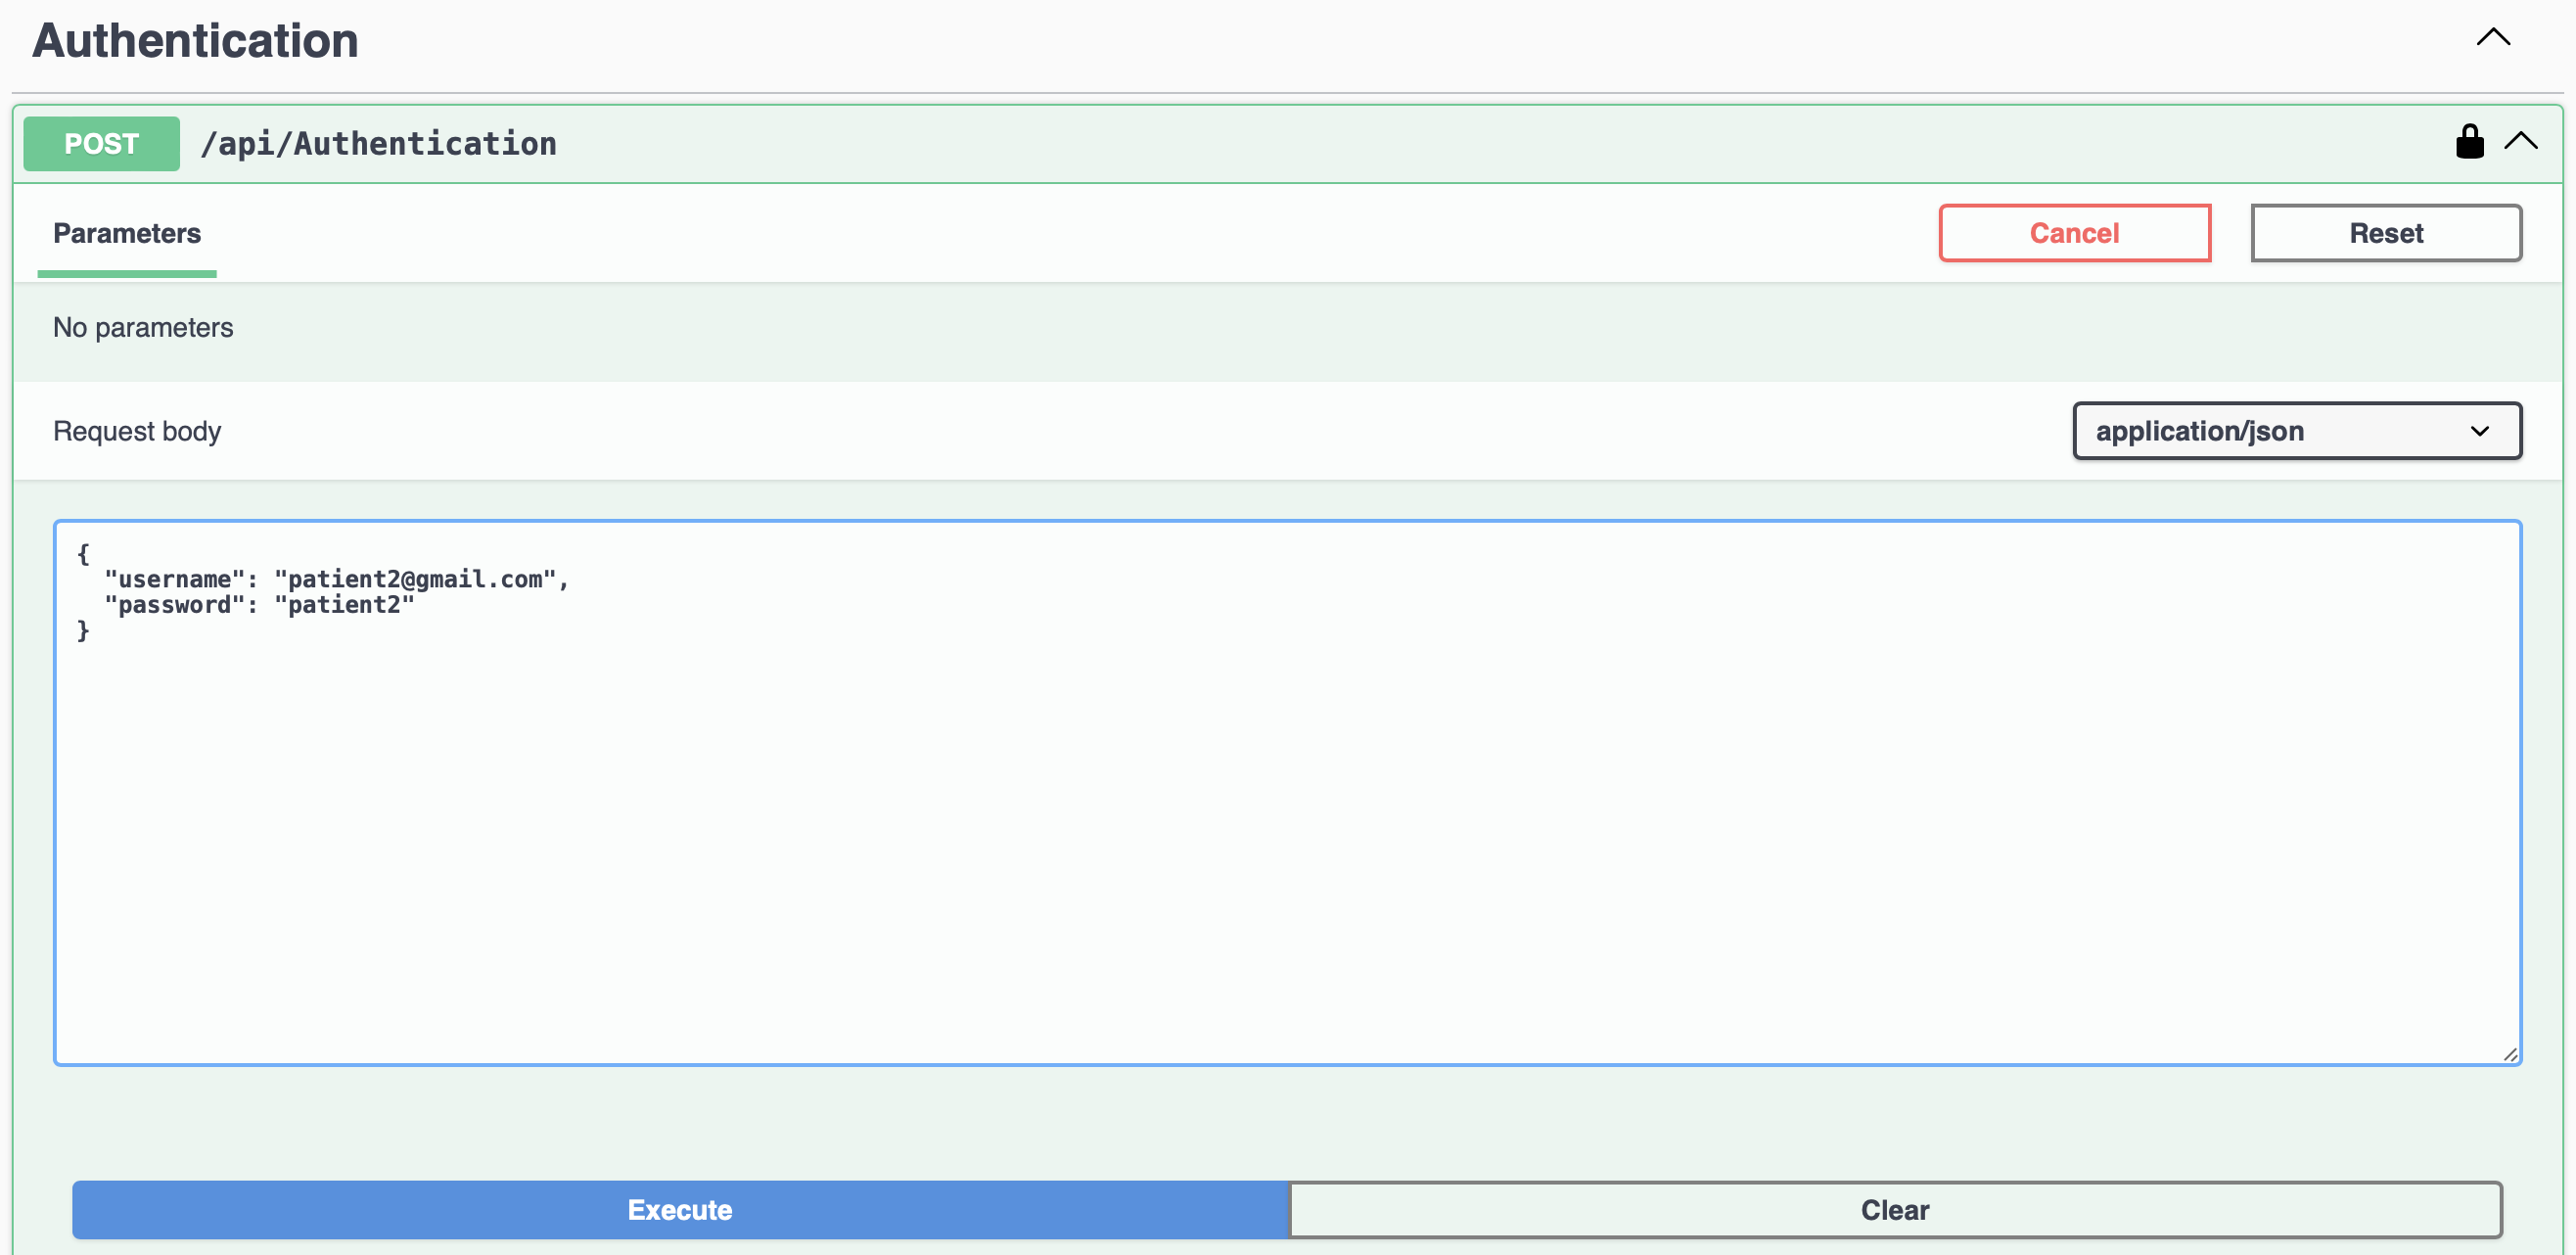 Authentication
POST /api/Authentication
Parameters
Cancel
Reset
No parameters
Request body
application/json
{
  "username": "patient2@gmail.com",
  "password": "patient2"
}
Execute
Clear